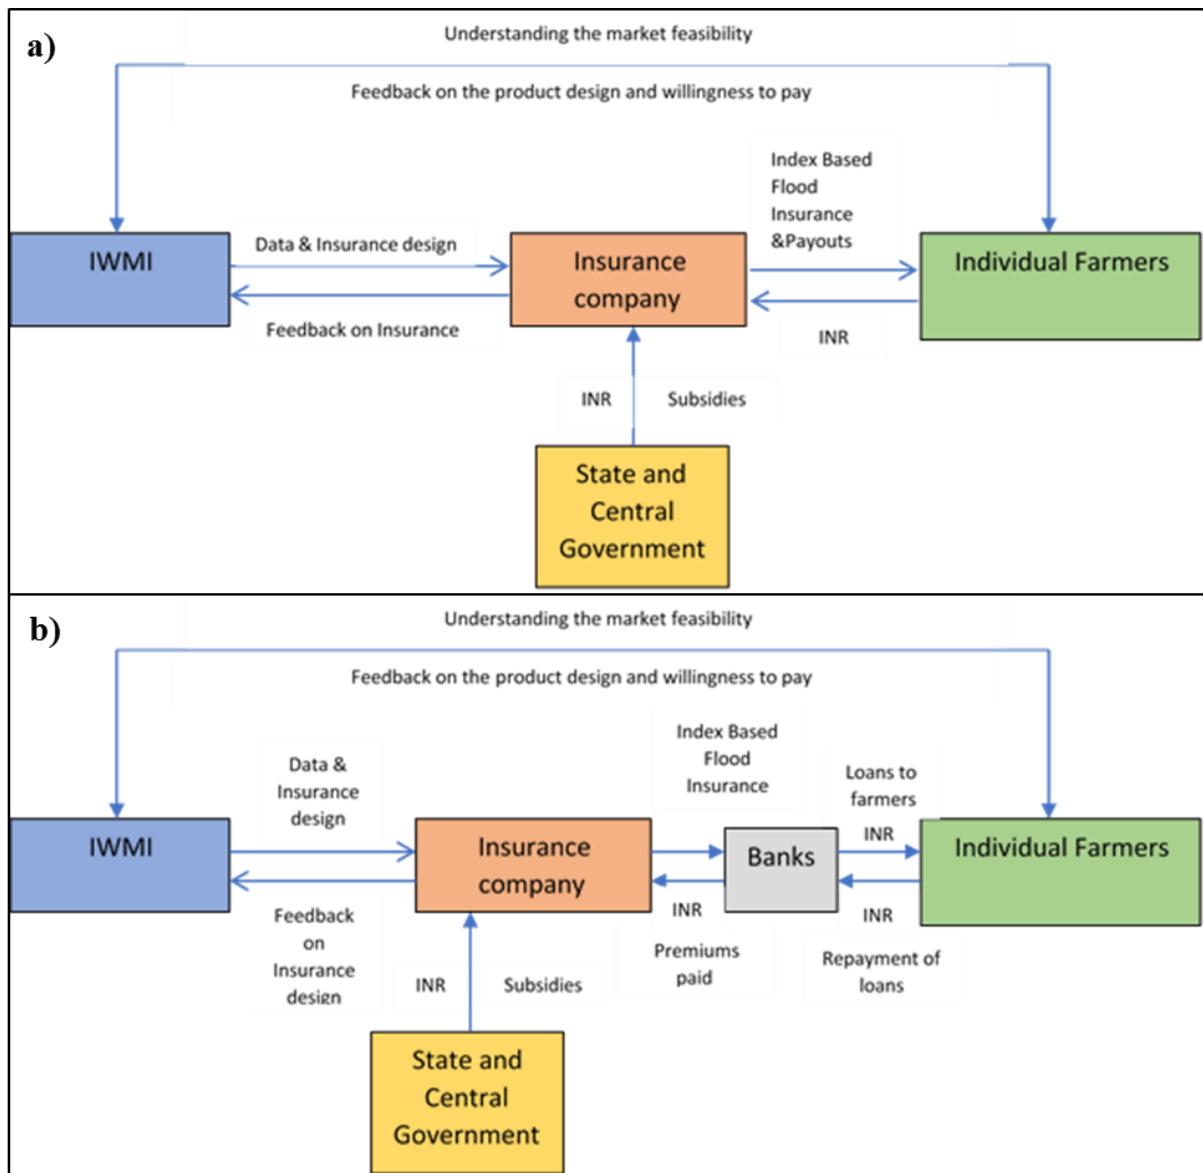 a)
Understanding the market feasibility
Feedback on the product design and willingness to pay
IWMI
Data & Insurance design
Feedback on Insurance
Insurance
company
Index Based
Flood
Insurance
&Payouts
INR
Individual Farmers
INR
Subsidies
State and
Central
Government
b)
Understanding the market feasibility
Feedback on the product design and willingness to pay
IWMI
Data &
Insurance
design
Feedback
on
Insurance
design
Insurance
company
Index Based
Flood
Insurance
INR
Premiums
paid
Banks
Loans to
farmers
INR
INR
Repayment of
loans
Individual Farmers
INR
Subsidies
State and
Central
Government